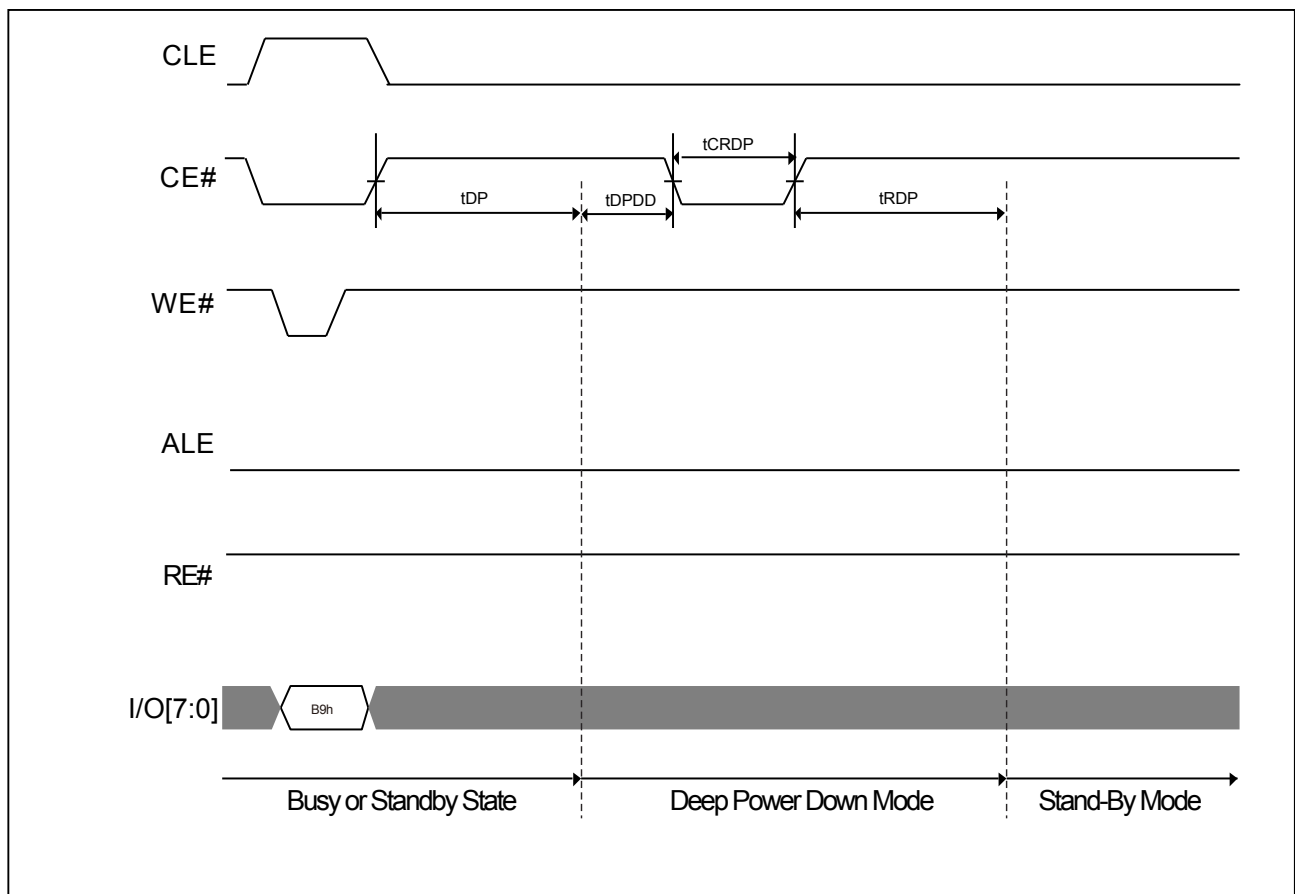 CLE
tCRDP
CE#
tDP
tDPDD
tRDP
WE#
ALE
RE#
I/O[7:0]
B9h
Busy or Standby State
Deep Power Down Mode
Stand-By Mode